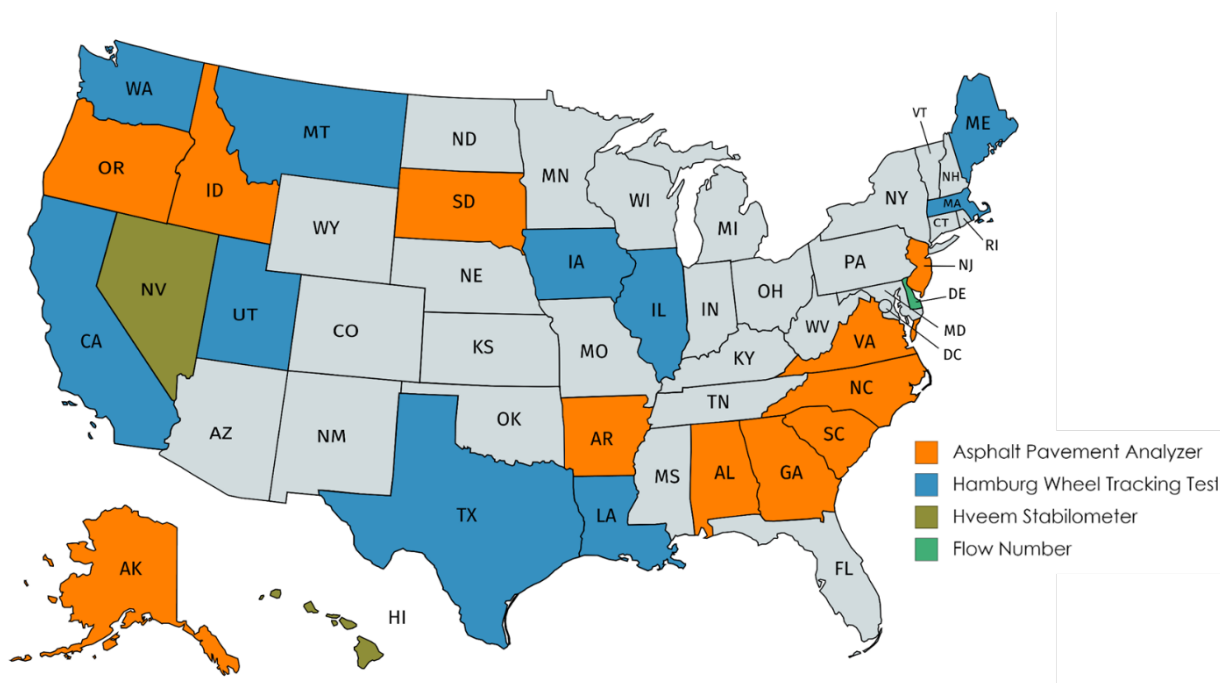 WA
MT
ND
MN
VT
ME
OR
ID
SD
WI
MI
NY
NH
MA
CT
RI
WY
IA
NE
PA
NJ
NV
UT
CO
IL
IN
OH
DE
MD
DC
CA
KS
MO
WV
VA
KY
NC
TN
AZ
NM
OK
AR
SC
MS
AL
GA
TX
LA
FL
AK
HI
Asphalt Pavement Analyzer
Hamburg Wheel Tracking Test
Hveem Stabilometer
Flow Number